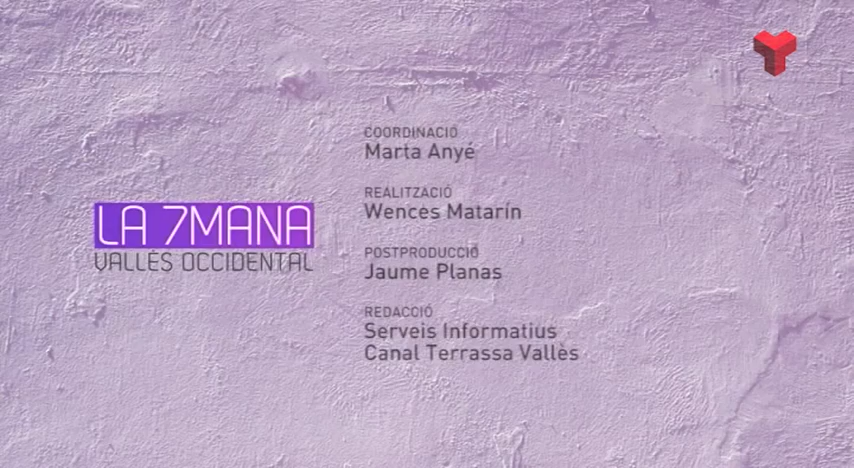 LA 7MANA
VALLÈS OCCIDENTAL
COORDINACIÓ
Marta Anyé
REALITZACIÓ
Wences Matarín
POSTPRODUCCIÓ
Jaume Planas
REDACCIÓ
Serveis Informatius
Canal Terrassa Vallès